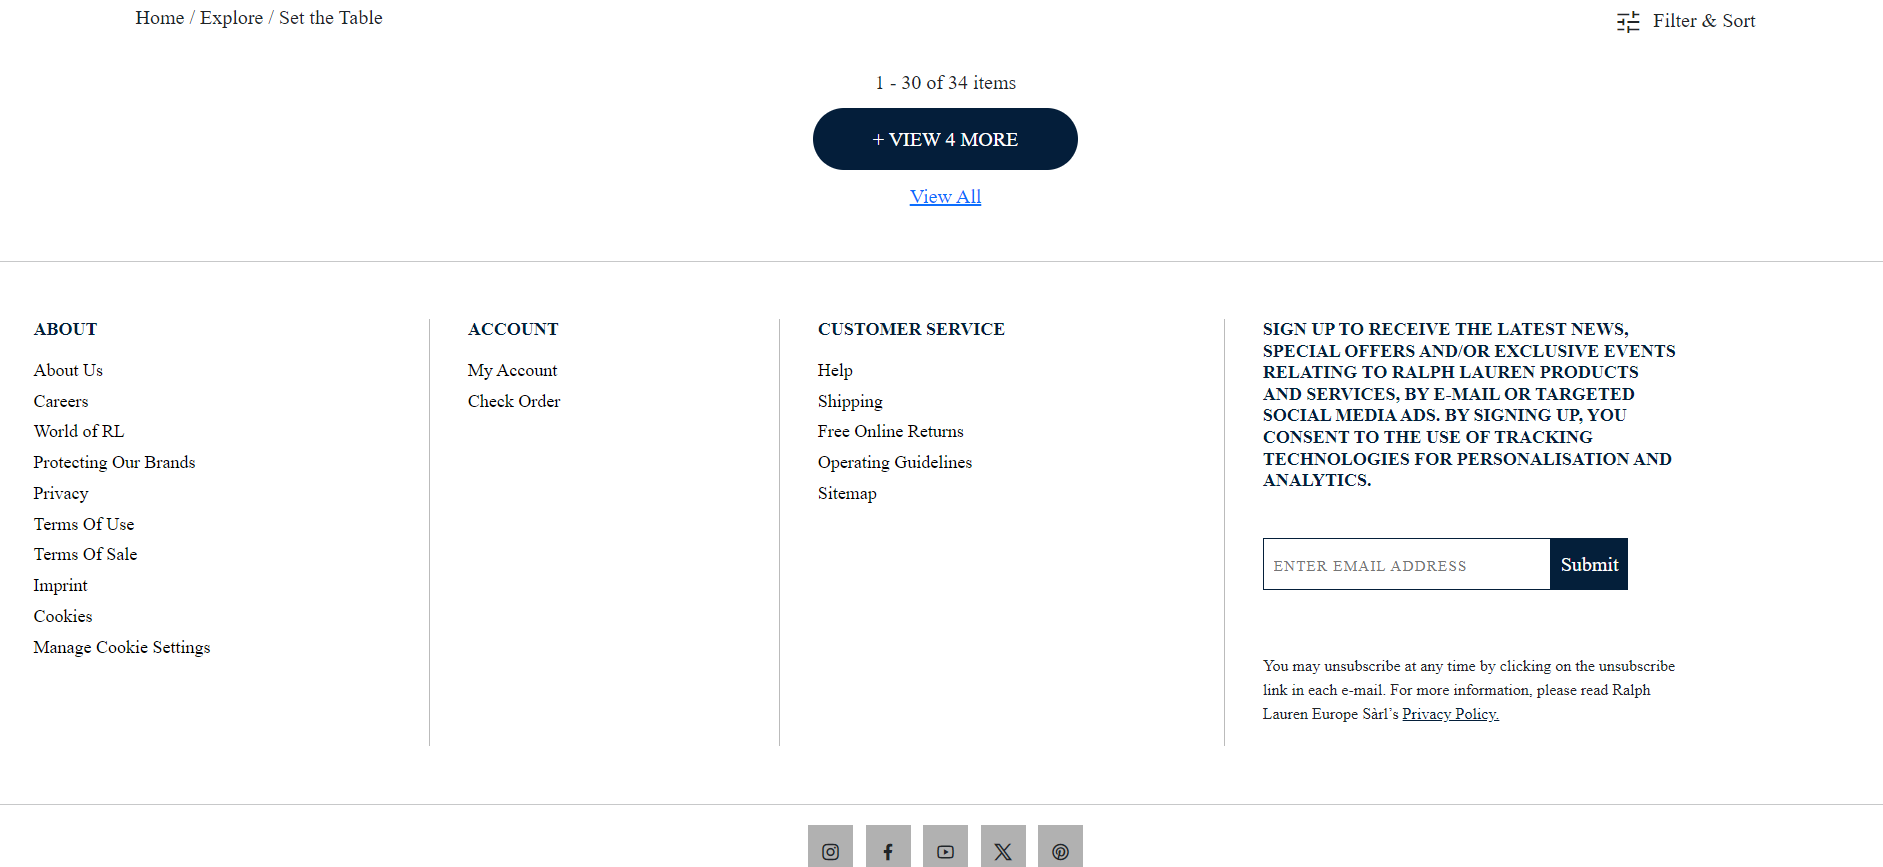 Home / Explore / Set the Table
Filter & Sort
1 - 30 of 34 items
+ VIEW 4 MORE
View All
ABOUT
About Us
Careers
World of RL
Protecting Our Brands
Privacy
Terms Of Use
Terms Of Sale
Imprint
Cookies
Manage Cookie Settings
ACCOUNT
My Account
Check Order
CUSTOMER SERVICE
Help
Shipping
Free Online Returns
Operating Guidelines
Sitemap
SIGN UP TO RECEIVE THE LATEST NEWS,
SPECIAL OFFERS AND/OR EXCLUSIVE EVENTS
RELATING TO RALPH LAUREN PRODUCTS
AND SERVICES, BY E-MAIL OR TARGETED
SOCIAL MEDIA ADS. BY SIGNING UP, YOU
CONSENT TO THE USE OF TRACKING
TECHNOLOGIES FOR PERSONALISATION AND
ANALYTICS.
ENTER EMAIL ADDRESS
Submit
You may unsubscribe at any time by clicking on the unsubscribe
link in each e-mail. For more information, please read Ralph
Lauren Europe Sàrl’s Privacy Policy.